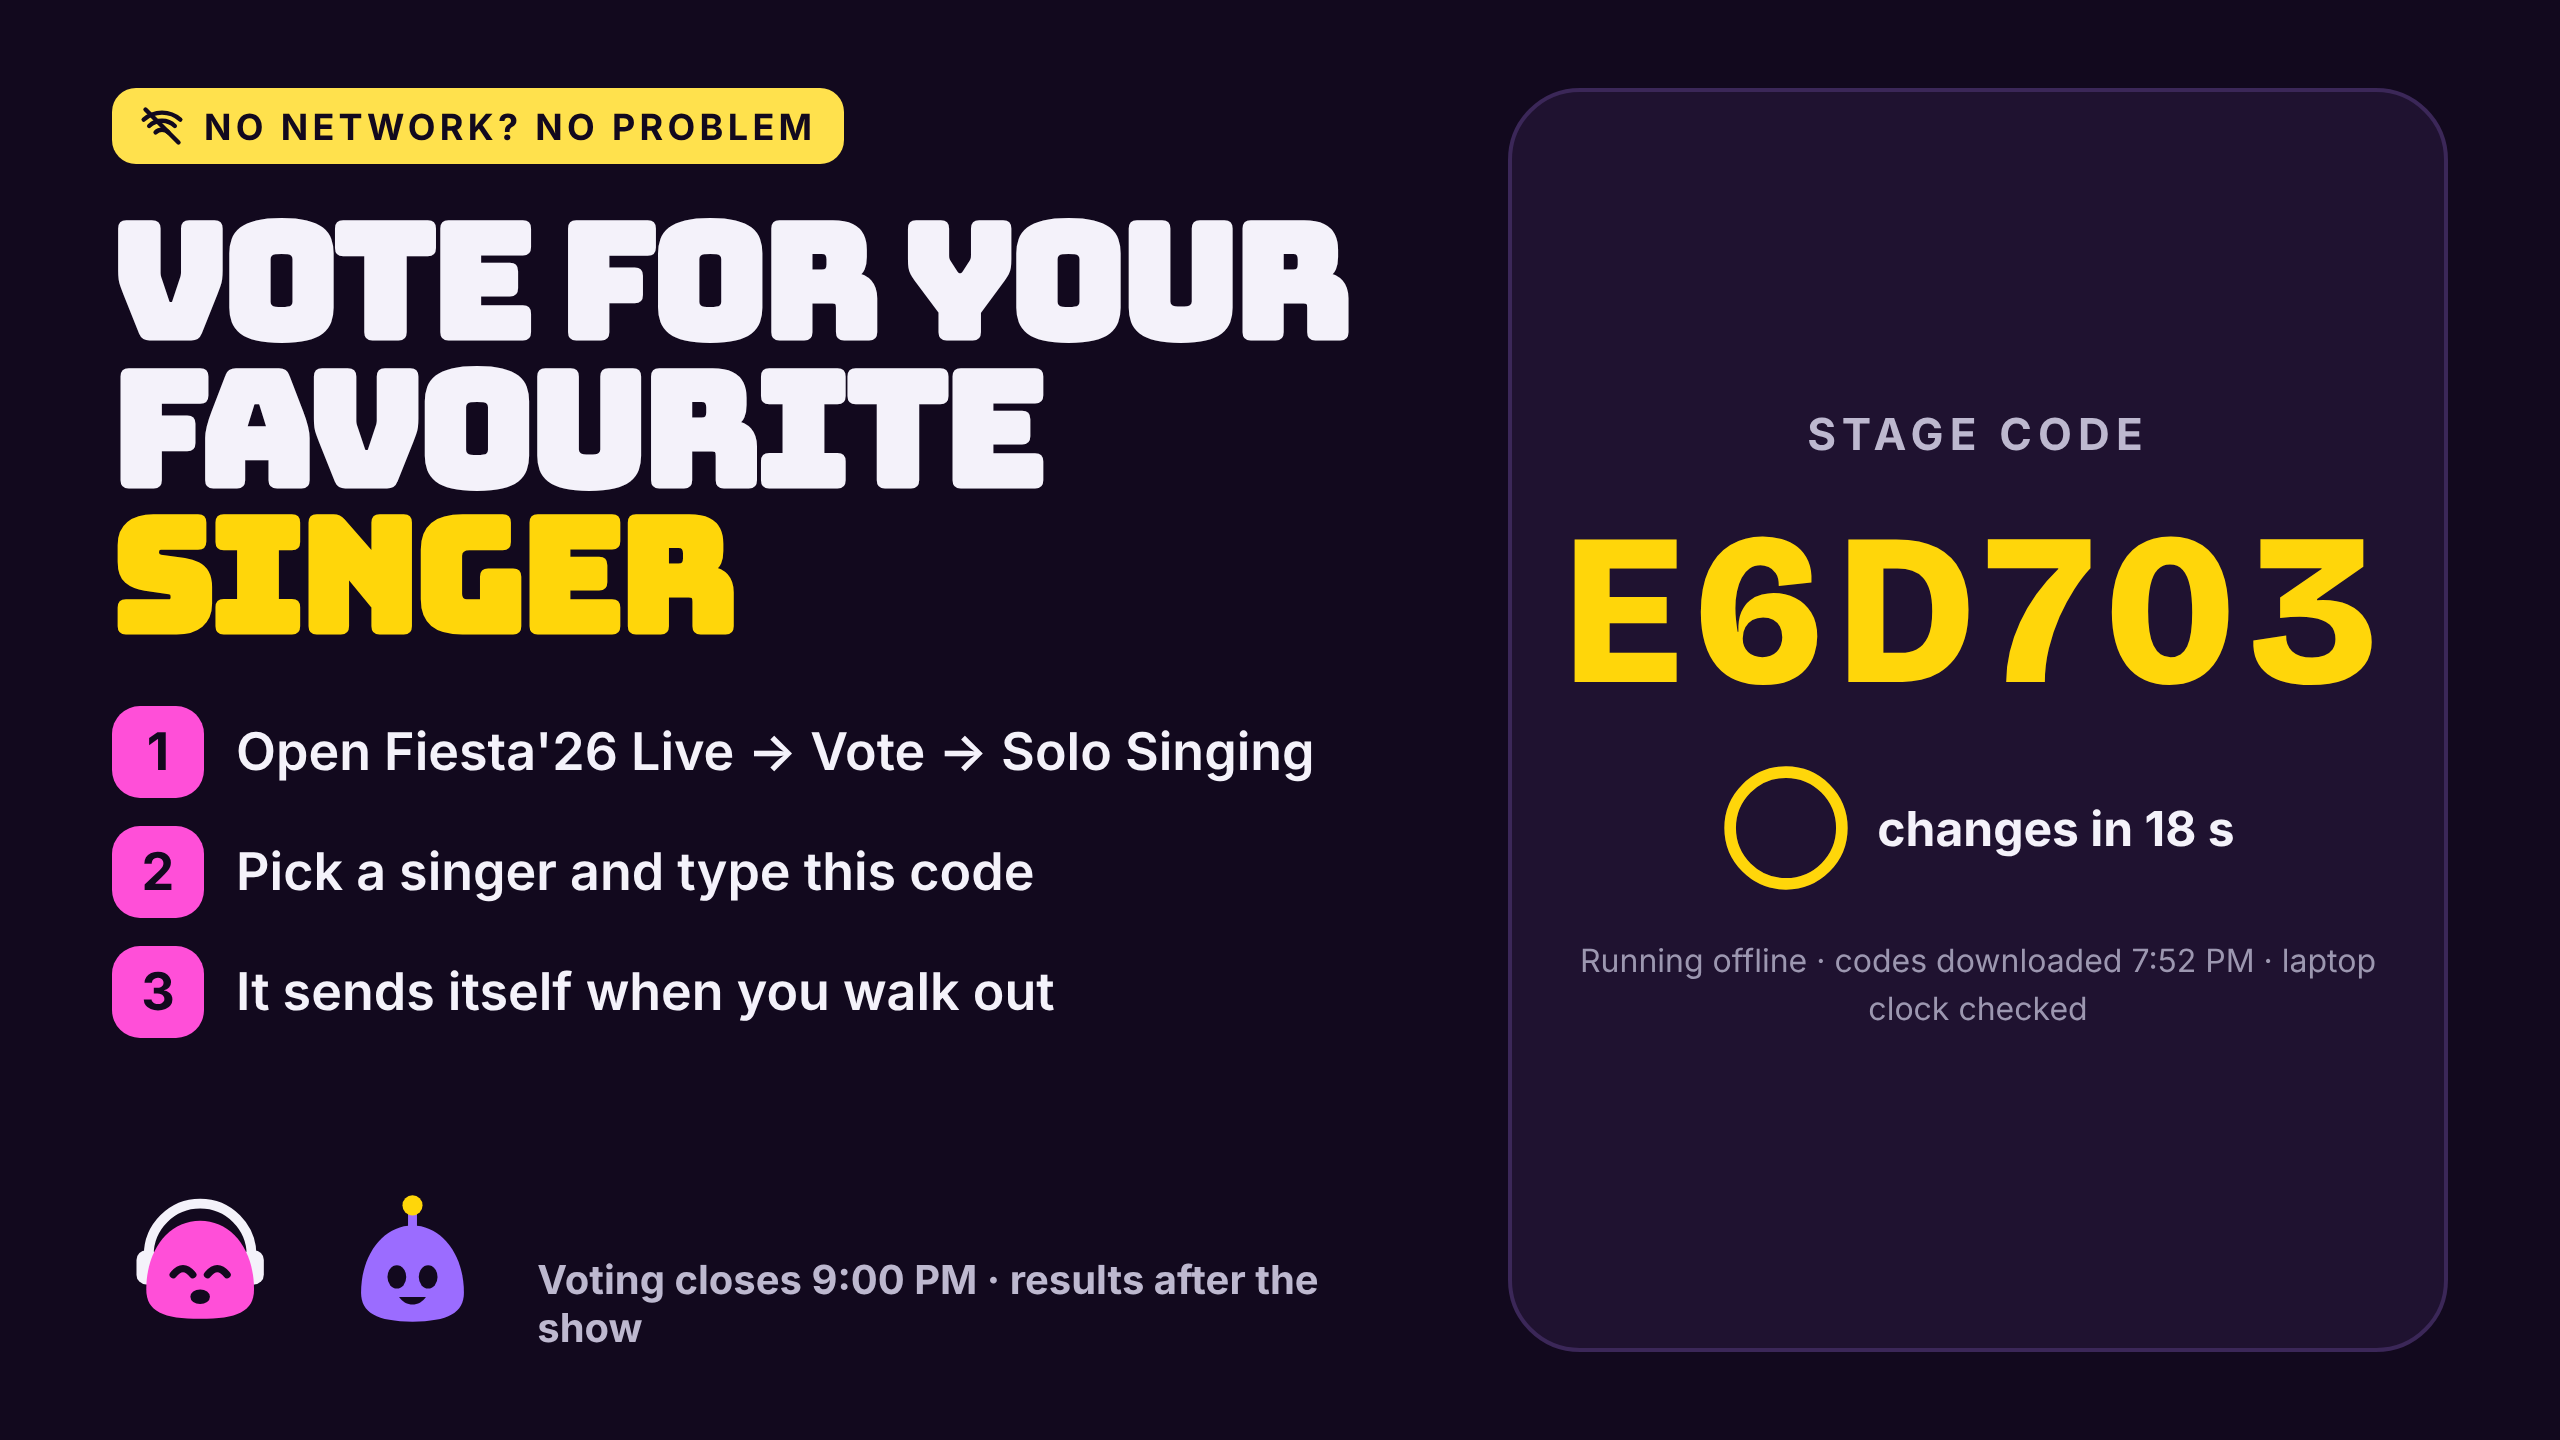 NO NETWORK? NO PROBLEM
VOTE FOR YOUR
FAVOURITE
SINGER
1 Open Fiesta'26 Live → Vote → Solo Singing
2 Pick a singer and type this code
3 It sends itself when you walk out
Voting closes 9:00 PM · results after the
show
STAGE CODE
E6D703
changes in 18 s
Running offline · codes downloaded 7:52 PM · laptop
clock checked